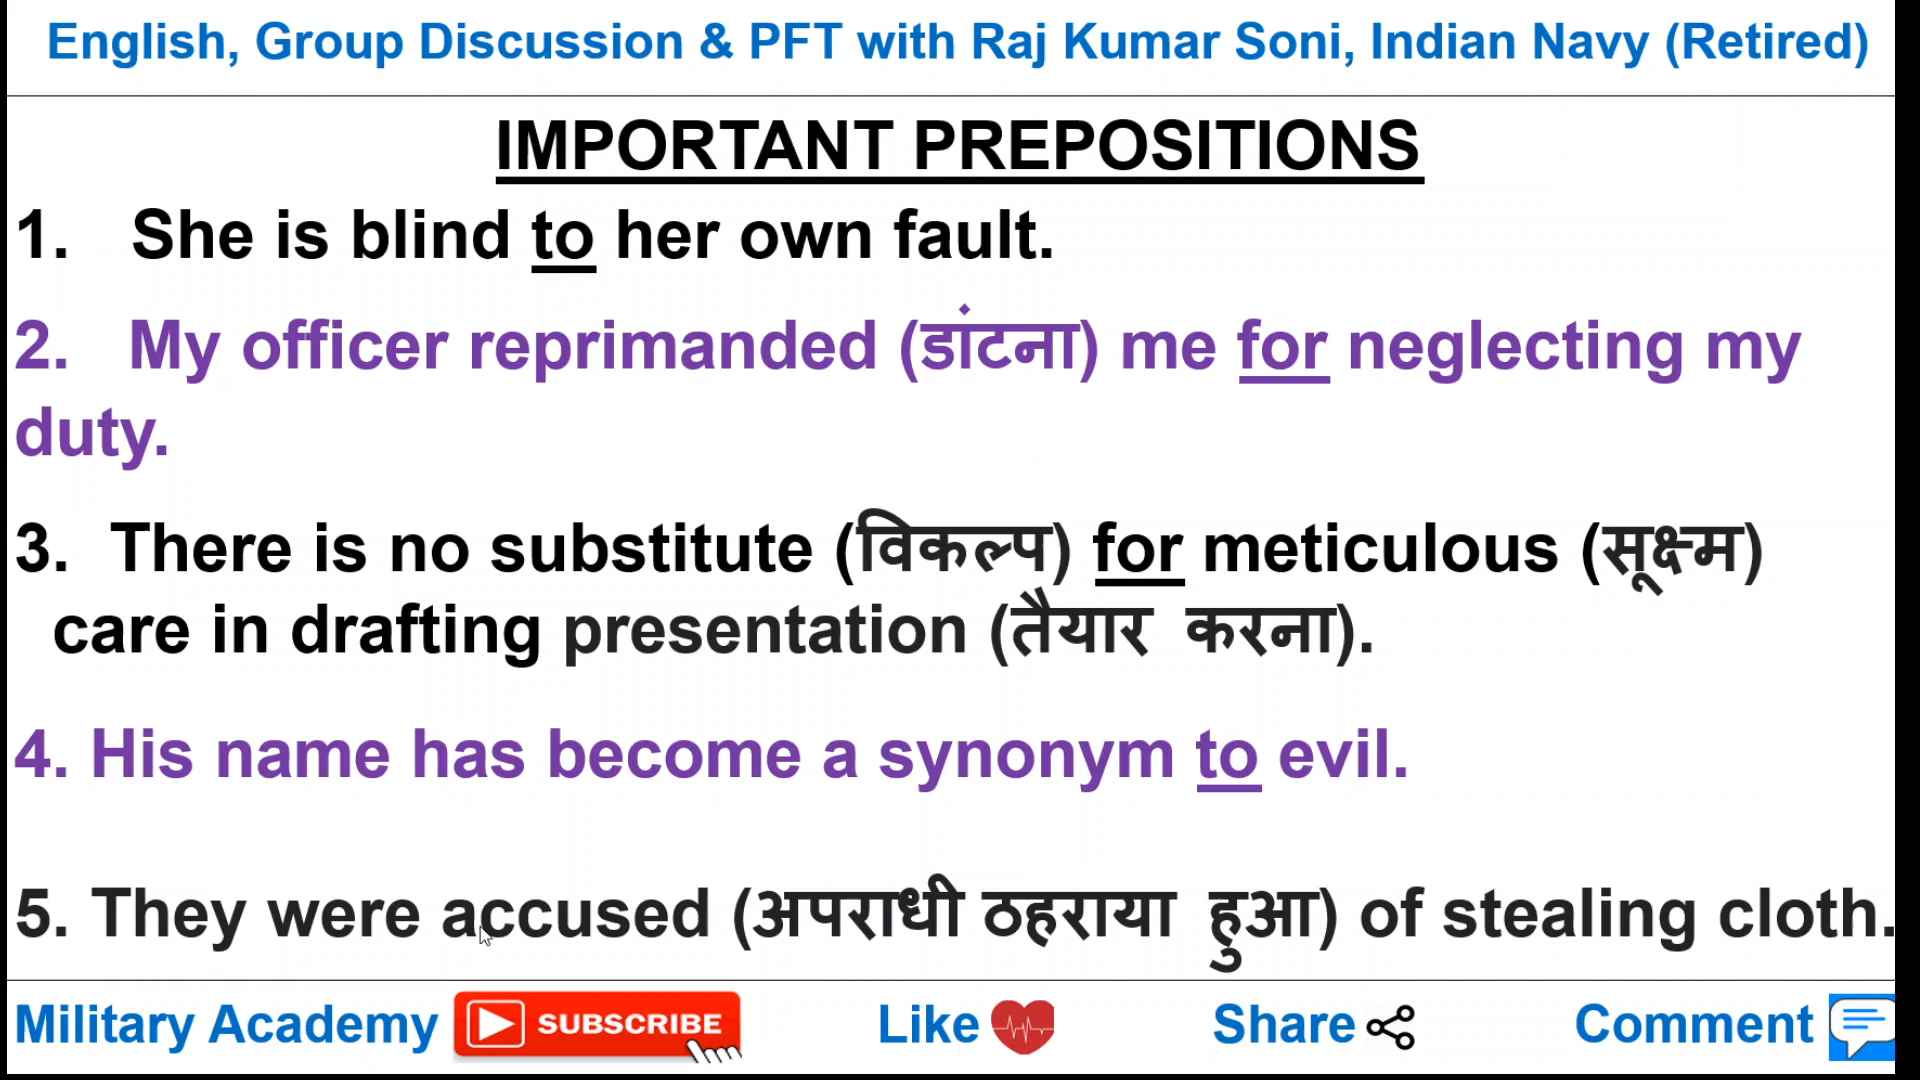 English, Group Discussion & PFT with Raj Kumar Soni, Indian Navy (Retired)
IMPORTANT PREPOSITIONS
1. She is blind to her own fault.
2. My officer reprimanded (डांटना) me for neglecting my
duty.
3. There is no substitute (विकल्प) for meticulous (सूक्ष्म)
care in drafting presentation (तैयार करना).
4. His name has become a synonym to evil.
5. They were accused (अपराधी ठहराया हुआ) of stealing cloth.
Military Academy SUBSCRIBE Like Share Comment